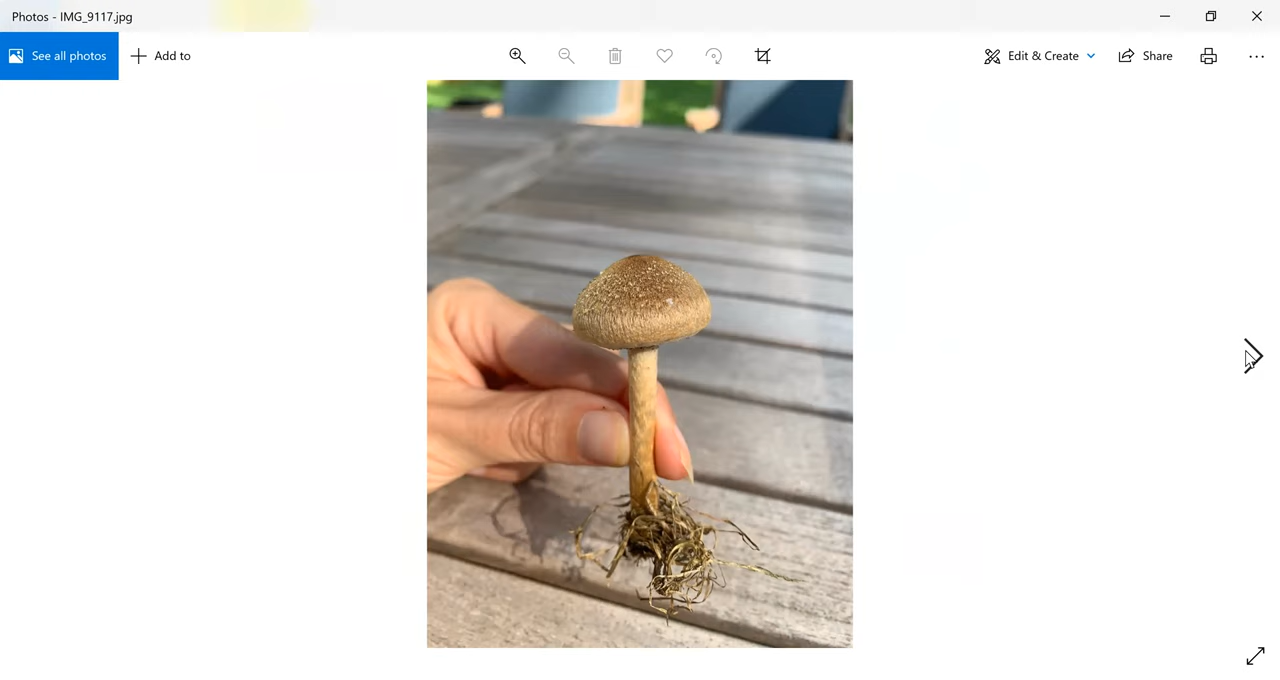 Photos - IMG_9117.jpg
See all photos
Add to
Edit & Create
Share